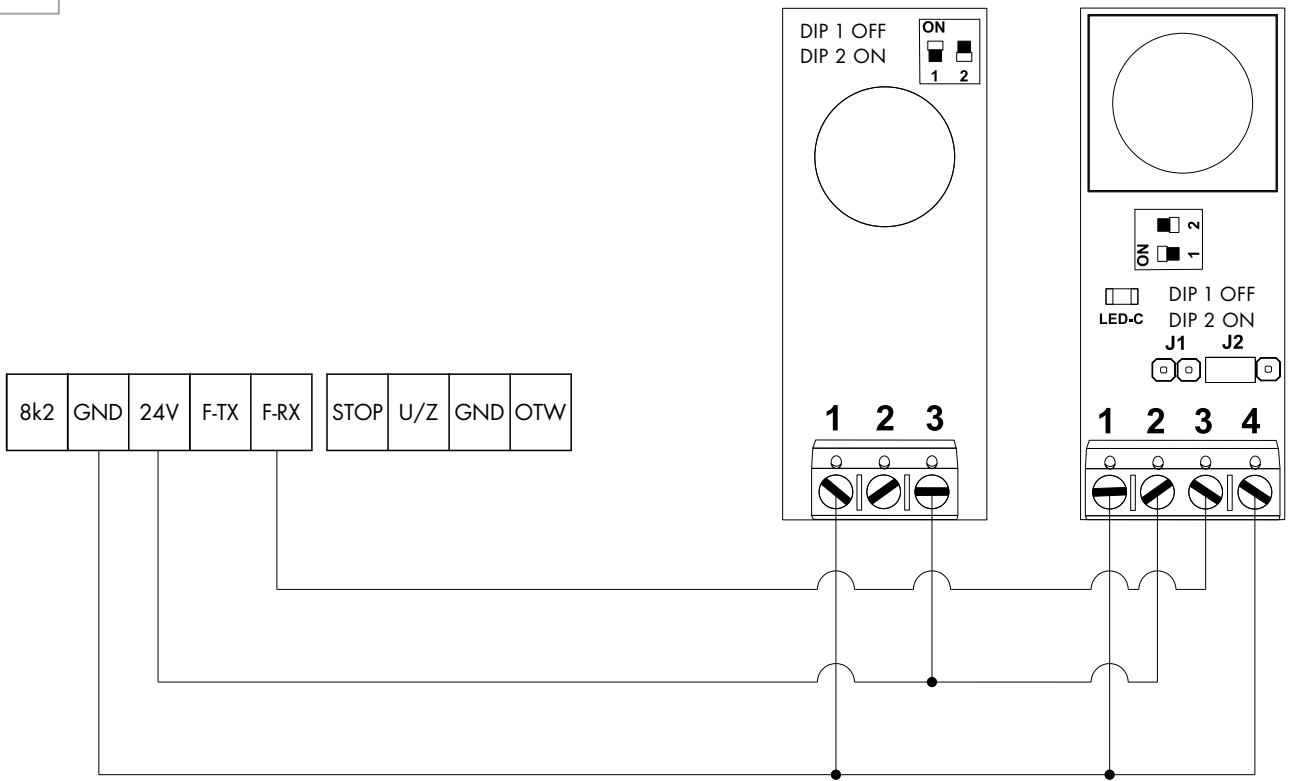 DIP 1 OFF
DIP 2 ON
ON
1 2
ON
2
1
LED-C
DIP 1 OFF
DIP 2 ON
J1 J2
8k2 GND 24V F-TX F-RX STOP U/Z GND OTW
1 2 3
1 2 3 4